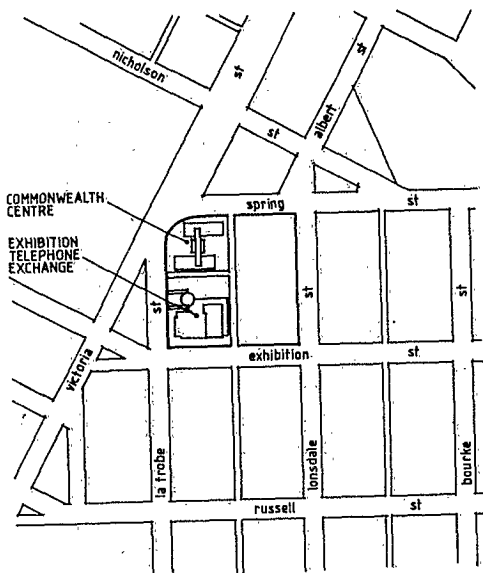 nicholson
st
st
albert
st
COMMONWEALTH
CENTRE
spring
st
EXHIBITION
TELEPHONE
EXCHANGE
st
st
st
victoria
exhibition
st
la trobe
lonsdale
bourke
russell
st